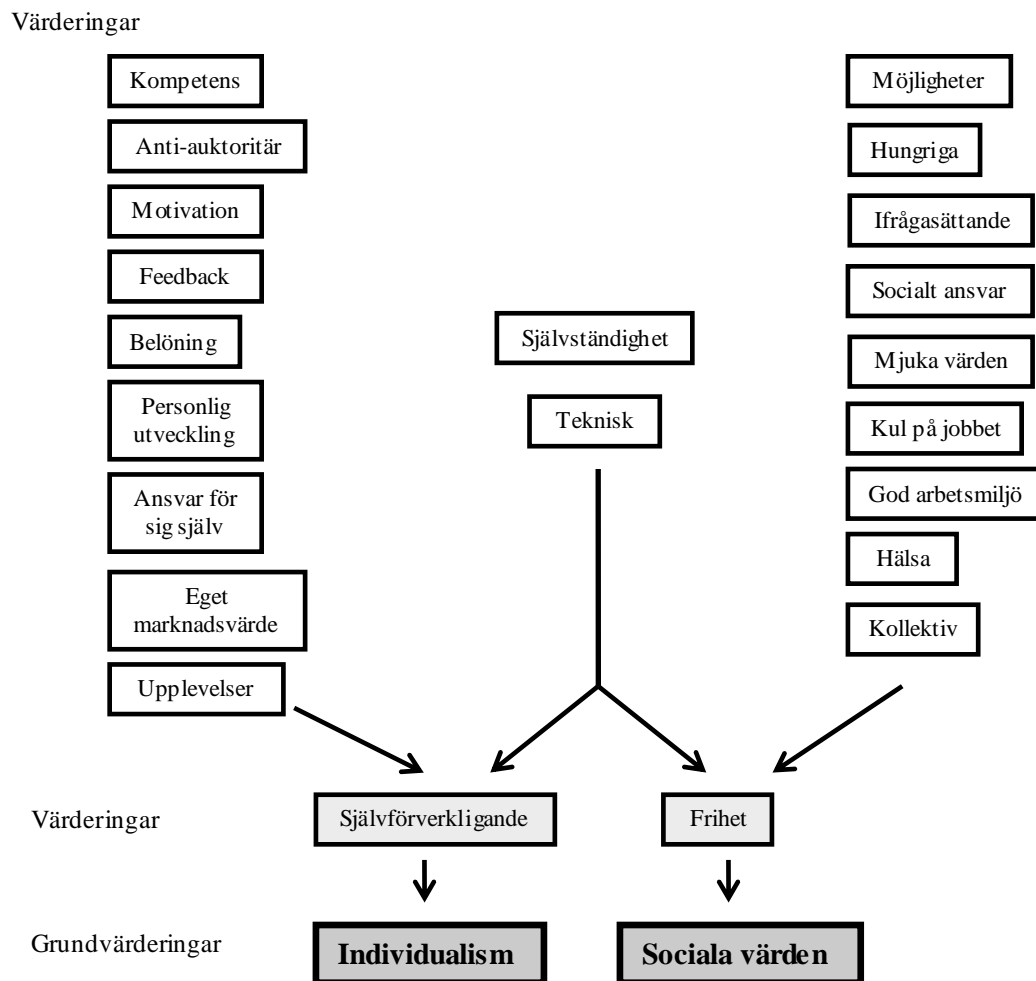 Värderingar
Kompetens
Anti-auktoritär
Motivation
Feedback
Belöning
Personlig
utveckling
Ansvar för
sig själv
Eget
marknadsvärde
Upplevelser
Självständighet
Teknisk
Möjligheter
Hungriga
Ifrågasättande
Socialt ansvar
Mjuka värden
Kul på jobbet
God arbetsmiljö
Hälsa
Kollektiv
Värderingar
Självförverkligande
Frihet
Grundvärderingar
Individualism
Sociala värden